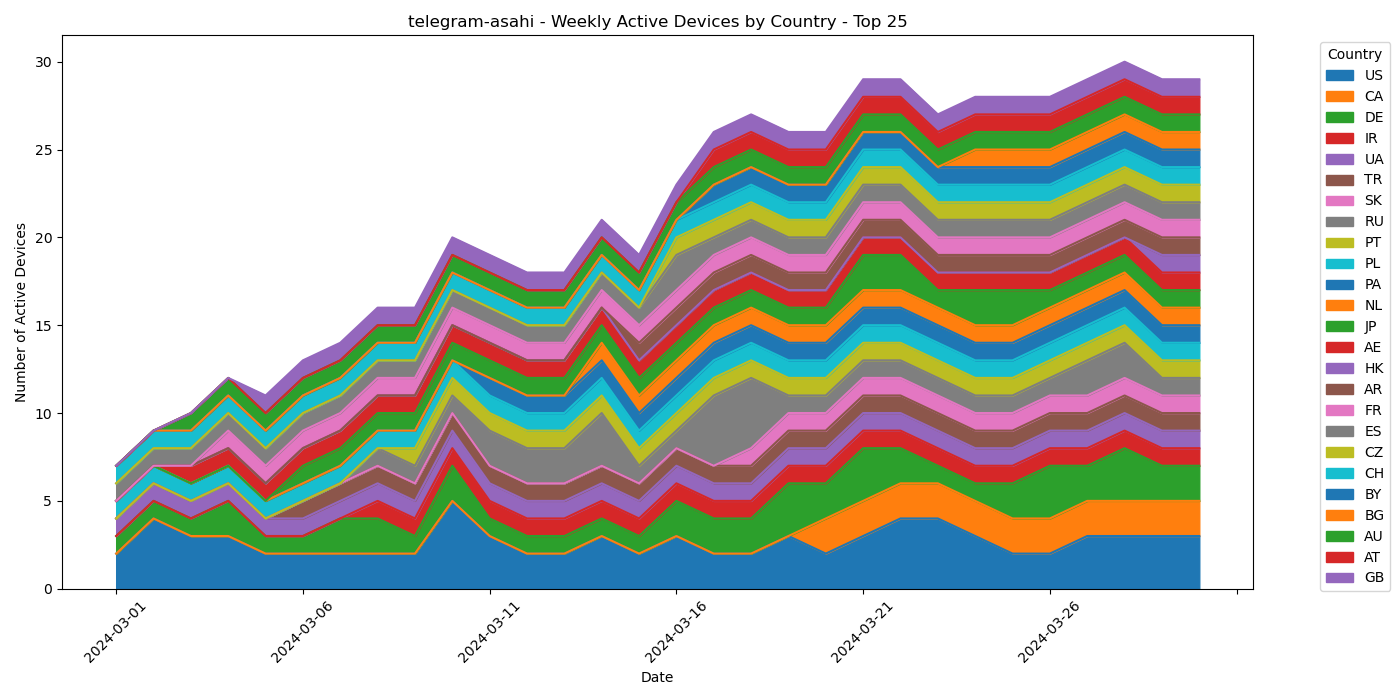 telegram-asahi - Weekly Active Devices by Country - Top 25
Number of Active Devices
30
25
20
15
10
5
0
2024-03-01
2024-03-06
2024-03-11
2024-03-16
2024-03-21
2024-03-26
Date
Country
US
CA
DE
IR
UA
TR
SK
RU
PT
PL
PA
NL
JP
AE
HK
AR
FR
ES
CZ
CH
BY
BG
AU
AT
GB